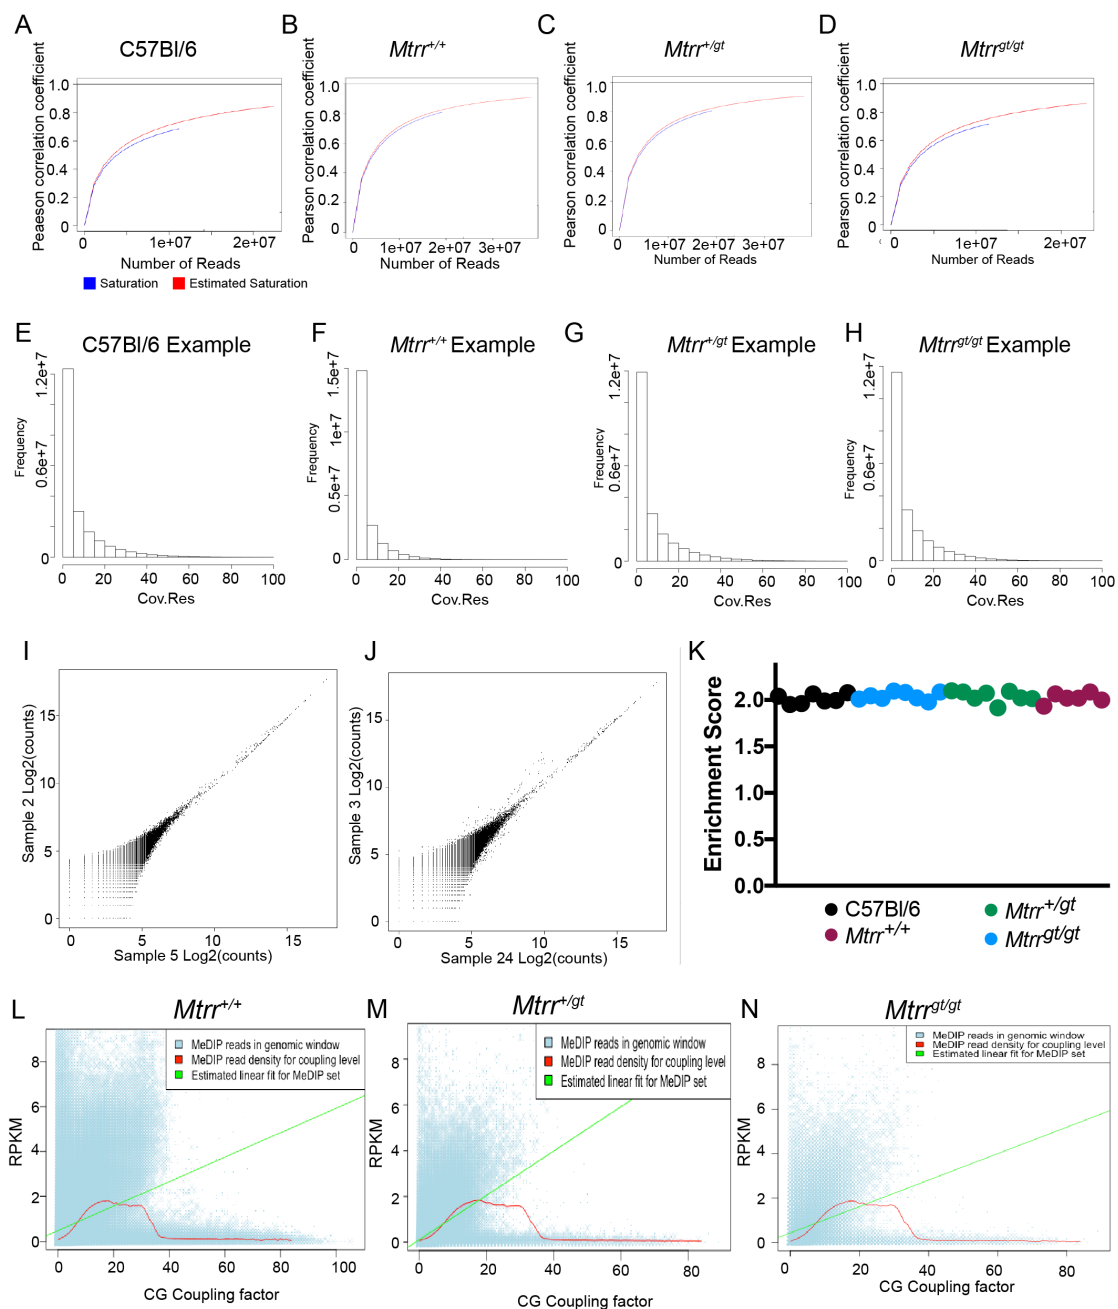 A
C57Bl/6
B
Mtrr+/+
C
Mtrr+/gt
D
Mtrrgt/gt
Peaeson correlation coefficient
1.0
0.8
0.6
0.4
0.2
0
0
1e+07
2e+07
Number of Reads
Saturation
Estimated Saturation
Pearson correlation coefficient
1.0
0.8
0.6
0.4
0.2
0
1e+07
2e+07
3e+07
Number of Reads
Pearson correlation coefficient
1.0
0.8
0.6
0.4
0.2
0
0
1e+07
2e+07
3e+07
Number of Reads
Pearson correlation coefficient
1.0
0.8
0.6
0.4
0.2
0
0
1e+07
2e+07
Number of Reads
E
C57Bl/6 Example
F
Mtrr+/+ Example
G
Mtrr+/gt Example
H
Mtrrgt/gt Example
Frequency
1.2e+7
0.6e+7
0
0 20 40 60 80 100
Cov.Res
Frequency
1.5e+7
1e+7
0.5e+7
0
0 20 40 60 80 100
Cov.Res
Frequency
1.2e+7
0.6e+7
0
0 20 40 60 80 100
Cov.Res
Frequency
1.2e+7
0.6e+7
0
0 20 40 60 80 100
Cov.Res
I
Sample 2 Log2(counts)
15
10
5
0
0 5 10 15
Sample 5 Log2(counts)
J
Sample 3 Log2(counts)
15
10
5
0
0 5 10 15
Sample 24 Log2(counts)
K
Enrichment Score
2.0
1.5
1.0
0.5
0.0
C57Bl/6
Mtrr+/gt
Mtrr+/+
Mtrrgt/gt
L
Mtrr+/+
MeDIP reads in genomic window
MeDIP read density for coupling level
Estimated linear fit for MeDIP set
RPKM
8
6
4
2
0
0 20 40 60 80 100
CG Coupling factor
M
Mtrr+/gt
MeDIP reads in genomic window
MeDIP read density for coupling level
Estimated linear fit for MeDIP set
RPKM
8
6
4
2
0
0 20 40 60 80
CG Coupling factor
N
Mtrrgt/gt
MeDIP reads in genomic window
MeDIP read density for coupling level
Estimated linear fit for MeDIP set
RPKM
8
6
4
2
0
0 20 40 60 80
CG Coupling factor